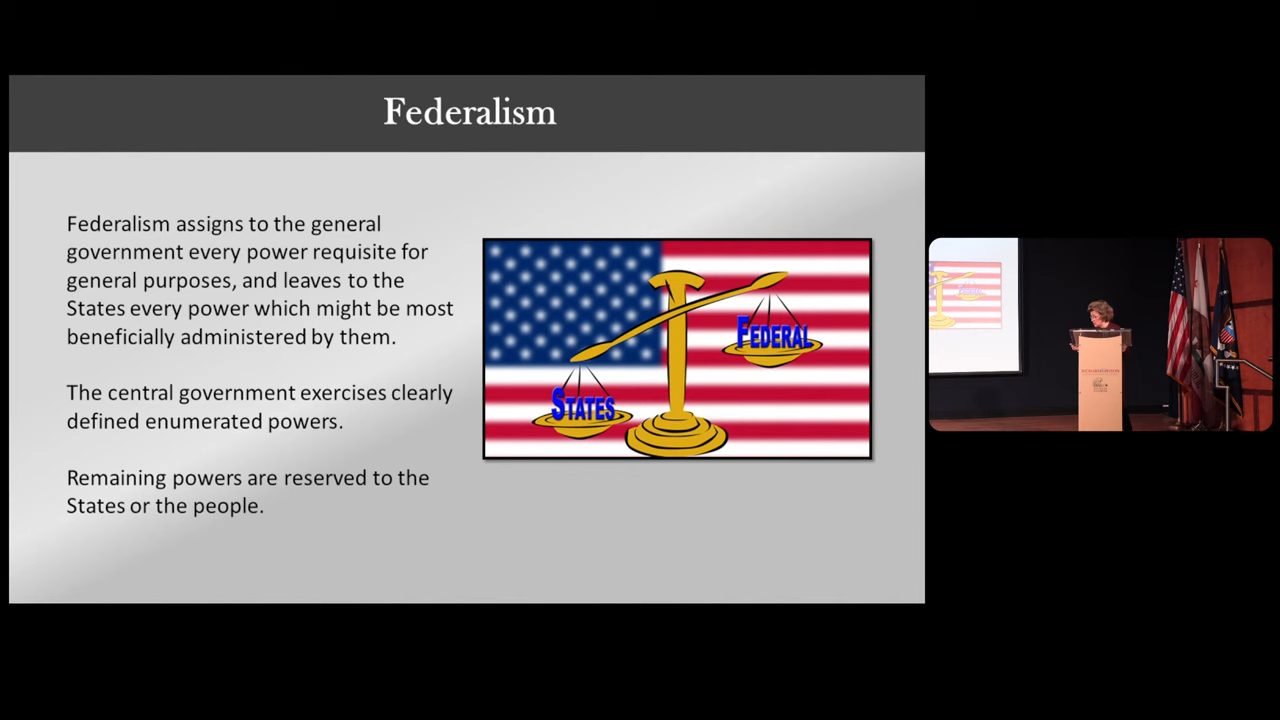 Federalism
Federalism assigns to the general
government every power requisite for
general purposes, and leaves to the
States every power which might be most
beneficially administered by them.
The central government exercises clearly
defined enumerated powers.
Remaining powers are reserved to the
States or the people.
FEDERAL
STATES